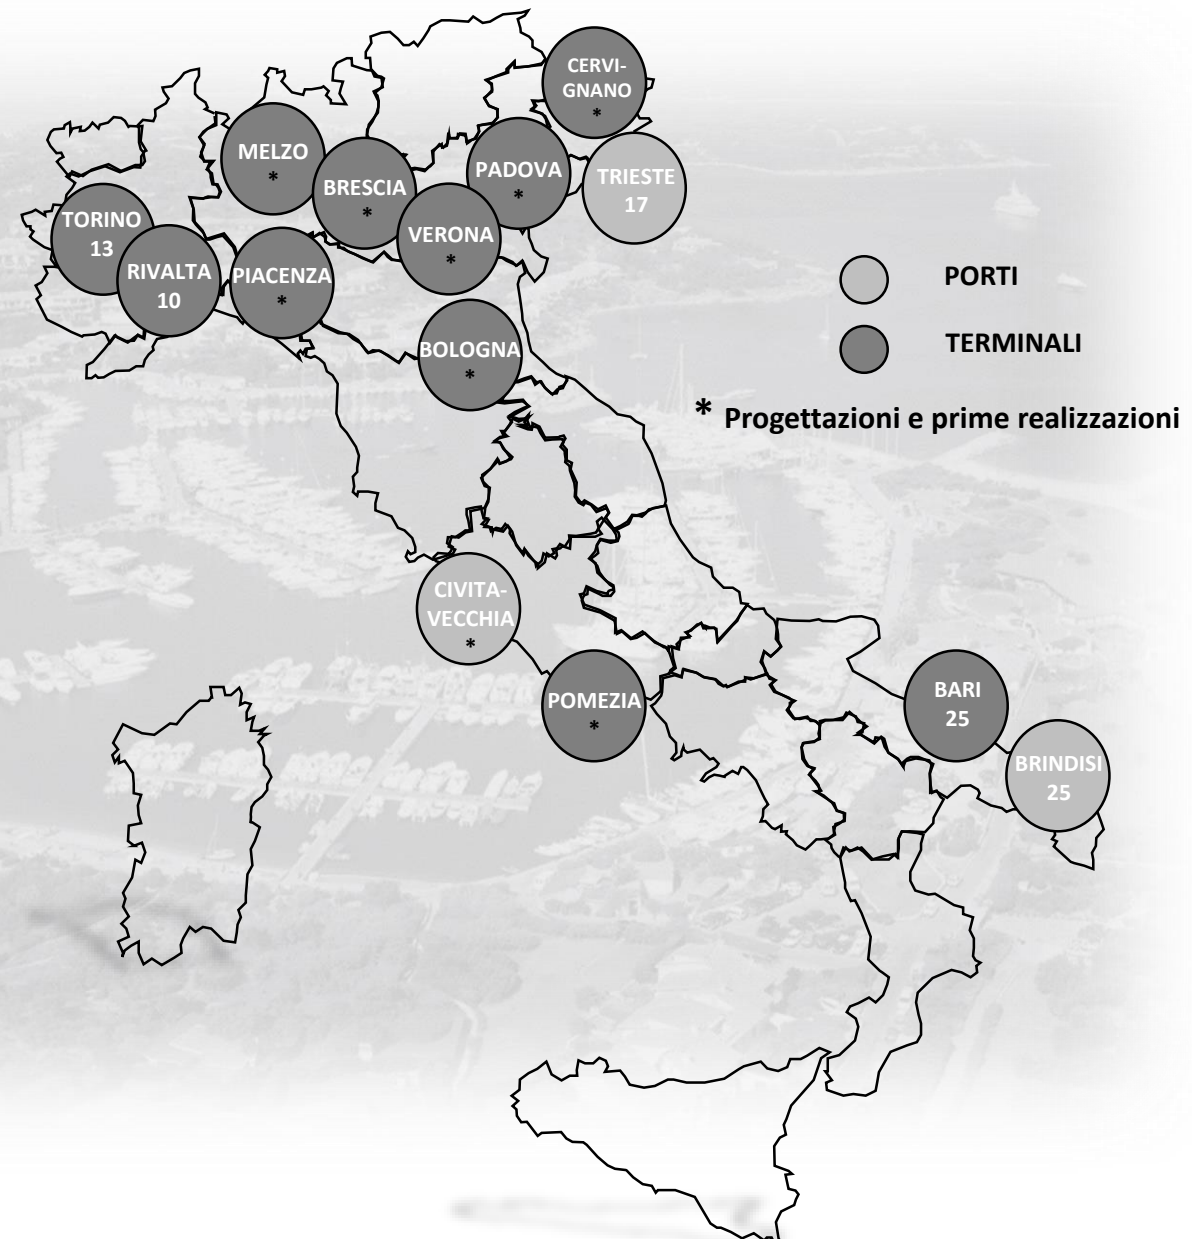 CERVI-
GNANO
*
MELZO
*
BRESCIA
*
PADOVA
*
TRIESTE
17
TORINO
13
VERONA
*
RIVALTA
10
PIACENZA
*
BOLOGNA
*
PORTI
TERMINALI
* Progettazioni e prime realizzazioni
CIVITA-
VECCHIA
*
POMEZIA
*
BARI
25
BRINDISI
25